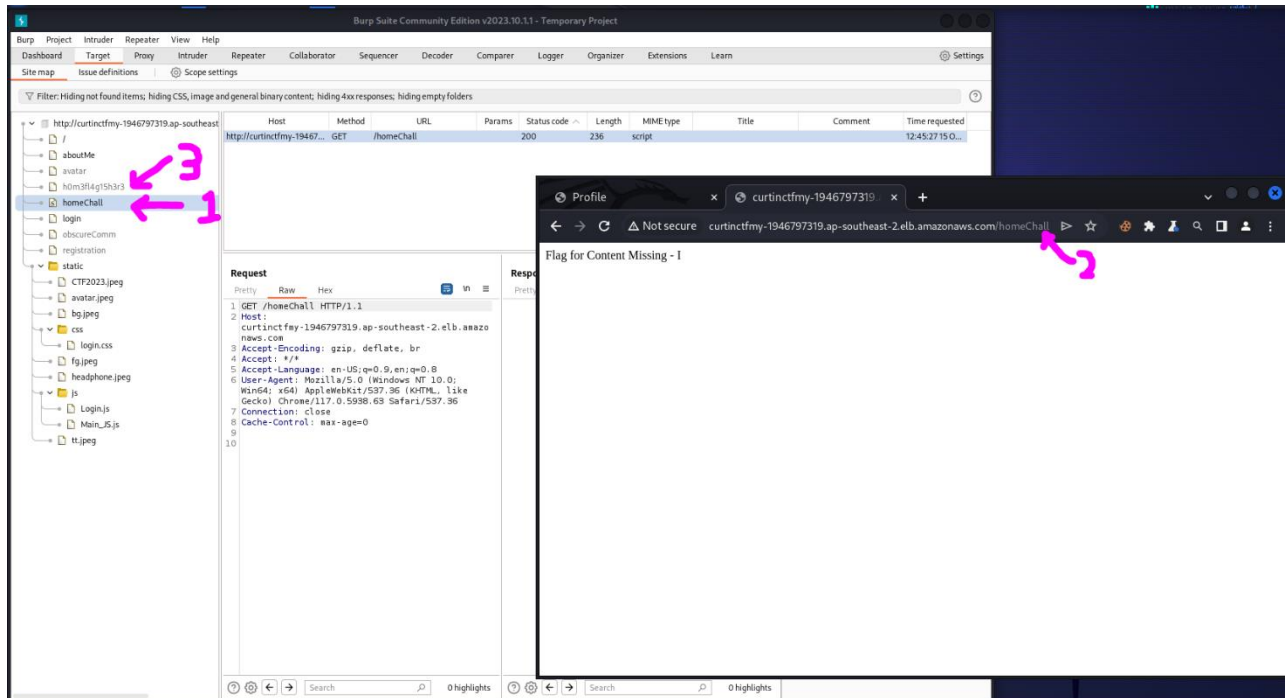 Burp Suite Community Edition v2023.10.1.1 - Temporary Project
Burp Project Intruder Repeater View Help
Dashboard Target Proxy Intruder Repeater Collaborator Sequencer Decoder Comparer Logger Organizer Extensions Learn Settings
Site map Issue definitions Scope settings
Filter: Hiding not found items; hiding CSS, image and general binary content; hiding 4xx responses; hiding empty folders
http://curtinctfmy-1946797319.ap-southeast
/
aboutMe
avatar
h0m3fl4g15h3r3
homeChall
login
obscureComm
registration
static
CTF2023.jpeg
avatar.jpeg
bg.jpeg
css
login.css
fg.jpeg
headphone.jpeg
js
Login.js
Main_JS.js
tt.jpeg
3
1
Host Method URL Params Status code Length MIME type Title Comment Time requested
http://curtinctfmy-19467... GET /homeChall 200 236 script 12:45:27 15 O...
Request
Pretty Raw Hex
\n
1 GET /homeChall HTTP/1.1
2 Host:
curtinctfmy-1946797319.ap-southeast-2.elb.amazo
naws.com
3 Accept-Encoding: gzip, deflate, br
4 Accept: */*
5 Accept-Language: en-US;q=0.9,en;q=0.8
6 User-Agent: Mozilla/5.0 (Windows NT 10.0;
Win64; x64) AppleWebKit/537.36 (KHTML, like
Gecko) Chrome/117.0.5938.63 Safari/537.36
7 Connection: close
8 Cache-Control: max-age=0
9
10
Search 0 highlights
Respo
Pretty
Search 0 highlights
Profile
curtinctfmy-1946797319.
Not secure curtinctfmy-1946797319.ap-southeast-2.elb.amazonaws.com/homeChall
2
Flag for Content Missing - I